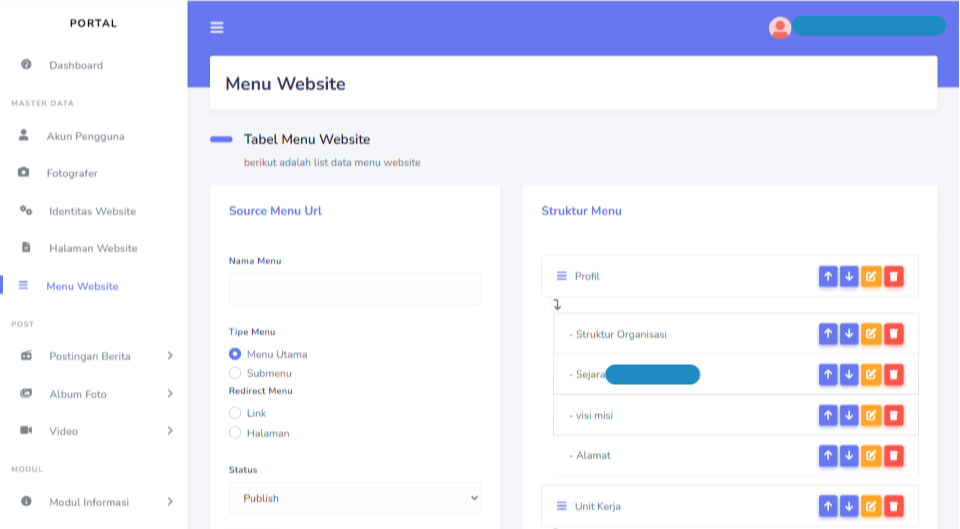 PORTAL
Dashboard
MASTER DATA
Akun Pengguna
Fotografer
Identitas Website
Halaman Website
Menu Website
POST
Postingan Berita
Album Foto
Video
MODUL
Modul Informasi
Menu Website
Tabel Menu Website
berikut adalah list data menu website
Source Menu Url
Nama Menu
Tipe Menu
Menu Utama
Submenu
Redirect Menu
Link
Halaman
Status
Publish
Struktur Menu
Profil
- Struktur Organisasi
- Sejara
- visi misi
- Alamat
Unit Kerja